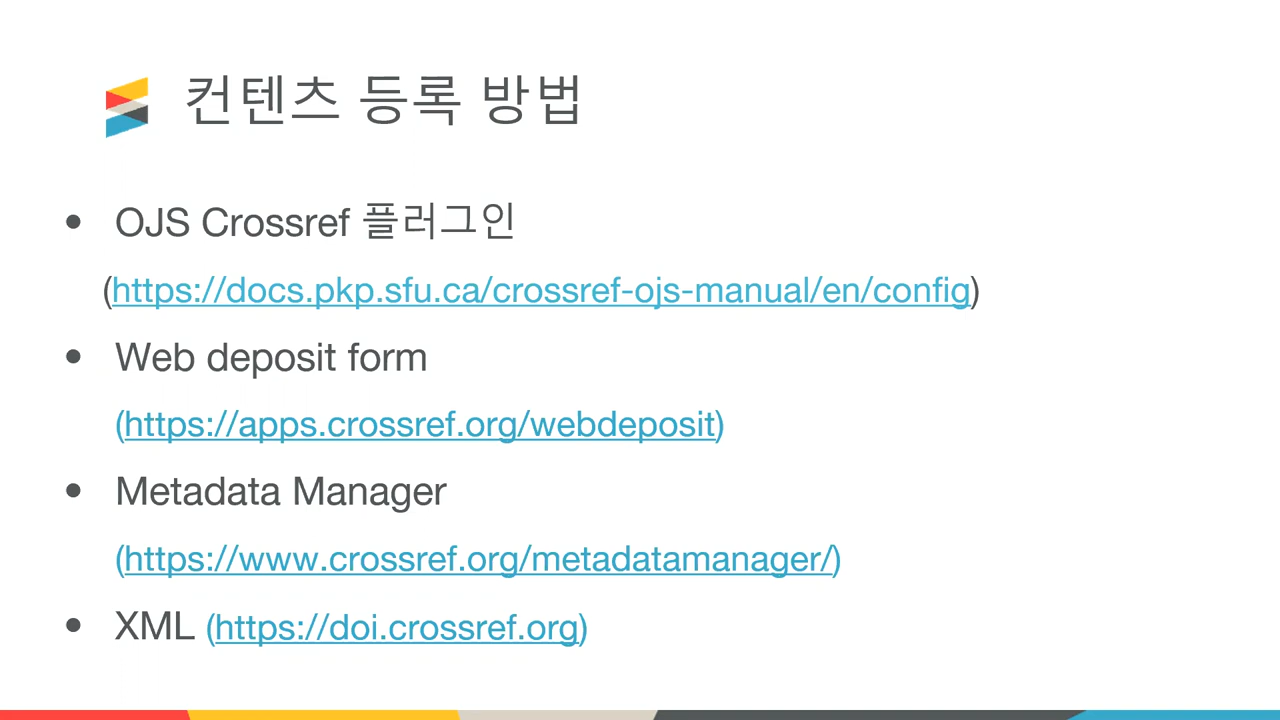 컨텐츠 등록 방법
• OJS Crossref 플러그인
(https://docs.pkp.sfu.ca/crossref-ojs-manual/en/config)
• Web deposit form
(https://apps.crossref.org/webdeposit)
• Metadata Manager
(https://www.crossref.org/metadatamanager/)
• XML (https://doi.crossref.org)